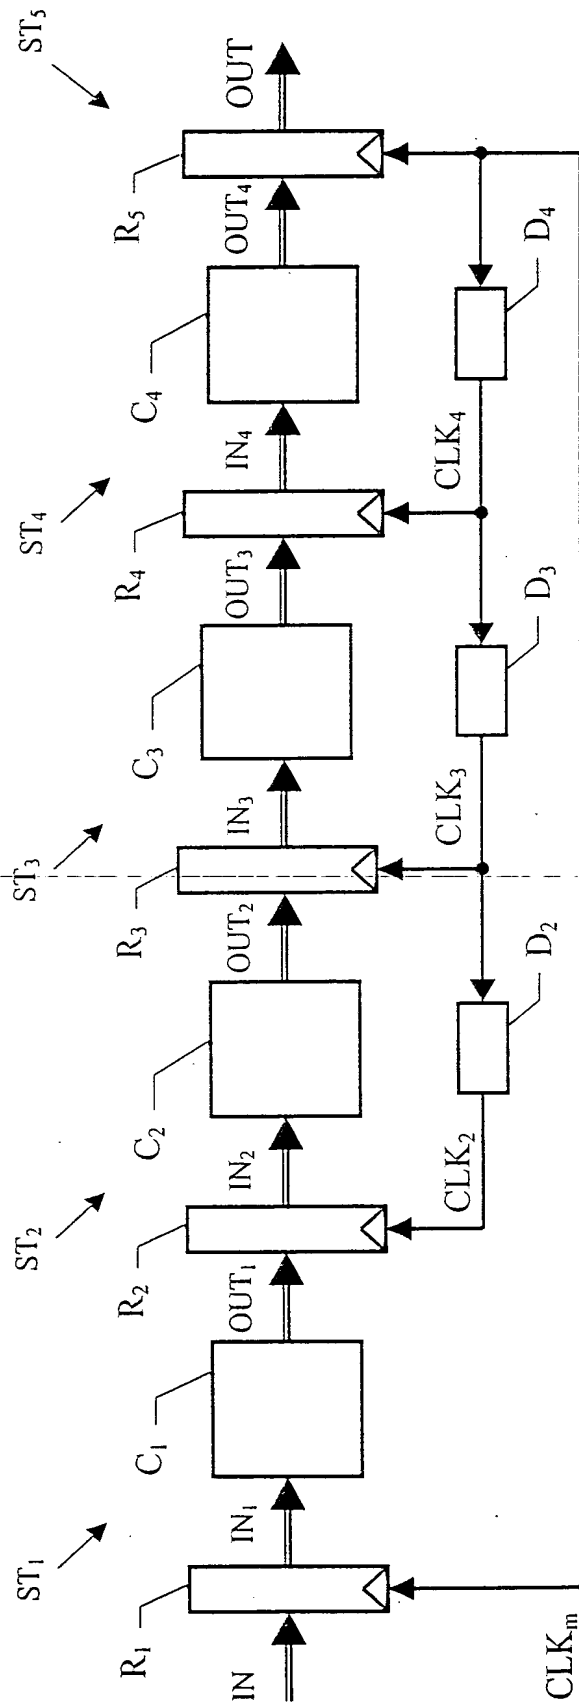 ST₁ ST₂ ST₃ ST₄ ST₅
R₁ C₁ R₂ C₂ R₃ C₃ R₄ C₄ R₅
IN IN₁ OUT₁ IN₂ OUT₂ IN₃ OUT₃ IN₄ OUT₄ OUT
CLK₂ CLK₃ CLK₄
D₂ D₃ D₄
CLKₘ